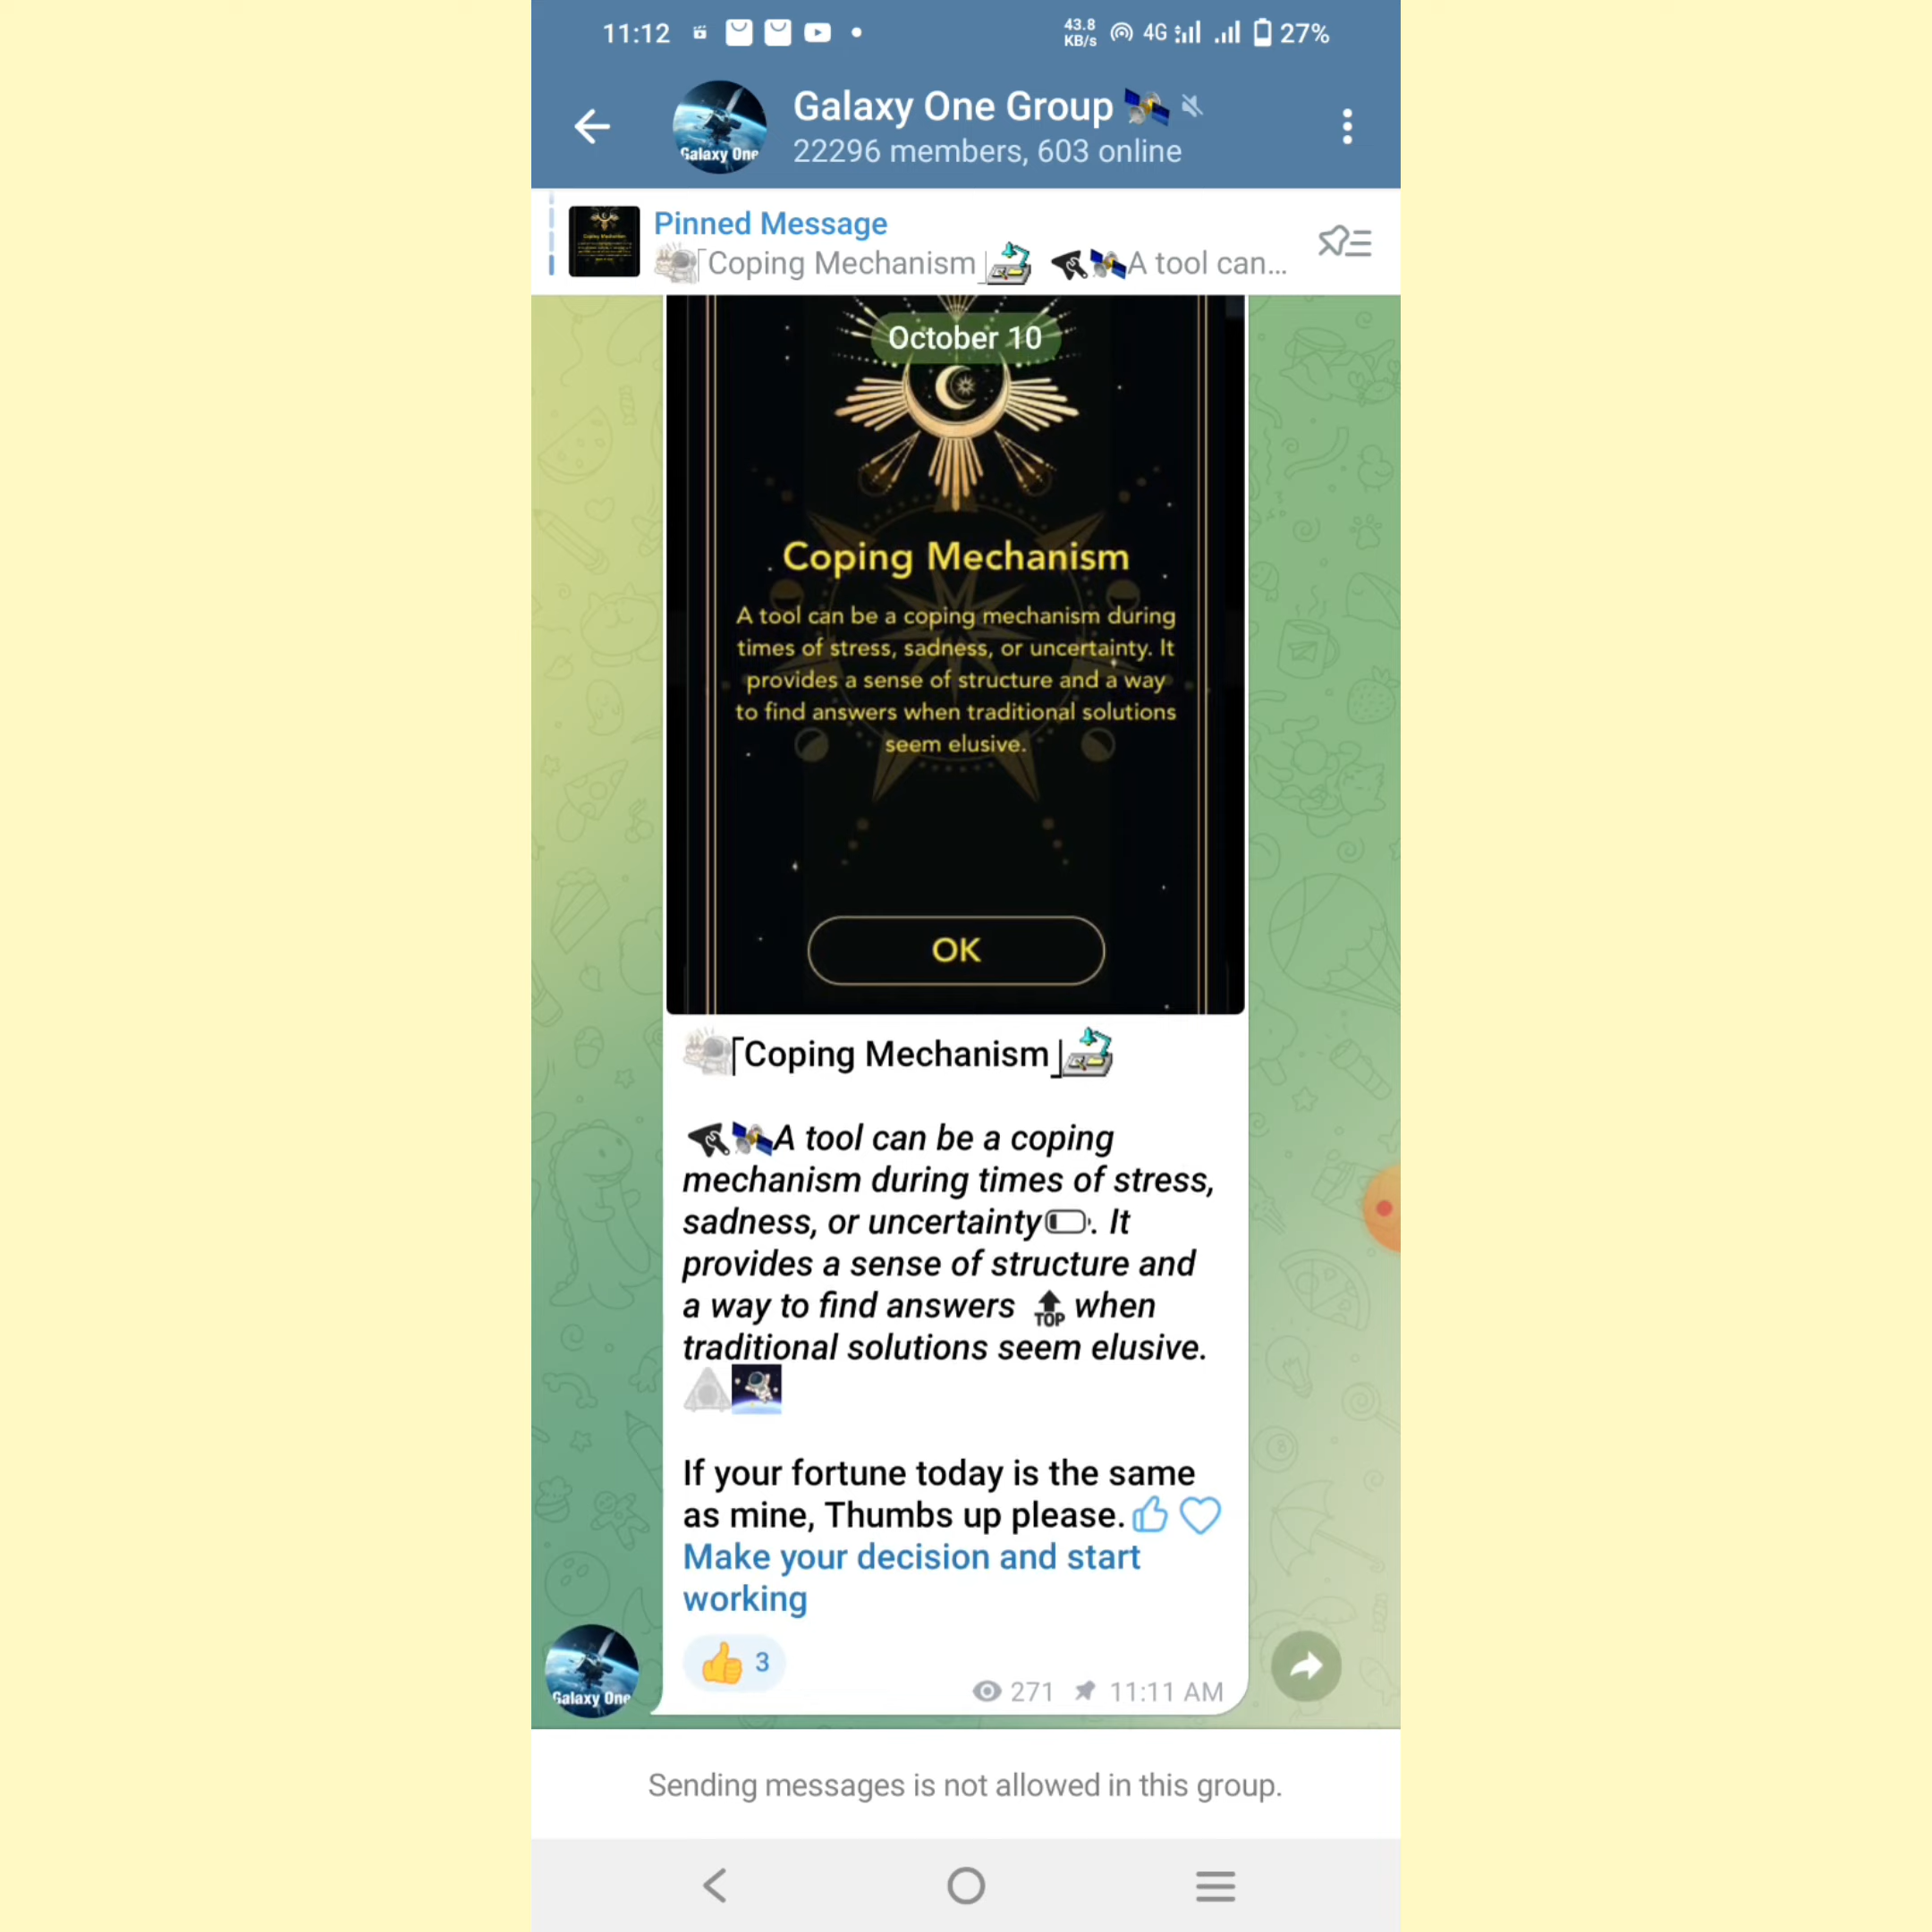 11:12 43.8 KB/s 4G 27%
Galaxy One Group
22296 members, 603 online
Galaxy One
Pinned Message
「Coping Mechanism」 A tool can...
October 10
Coping Mechanism
A tool can be a coping mechanism during
times of stress, sadness, or uncertainty. It
provides a sense of structure and a way
to find answers when traditional solutions
seem elusive.
OK
「Coping Mechanism」
A tool can be a coping
mechanism during times of stress,
sadness, or uncertainty. It
provides a sense of structure and
a way to find answers TOP when
traditional solutions seem elusive.
If your fortune today is the same
as mine, Thumbs up please.
Make your decision and start
working
3
271 11:11 AM
Galaxy One
Sending messages is not allowed in this group.